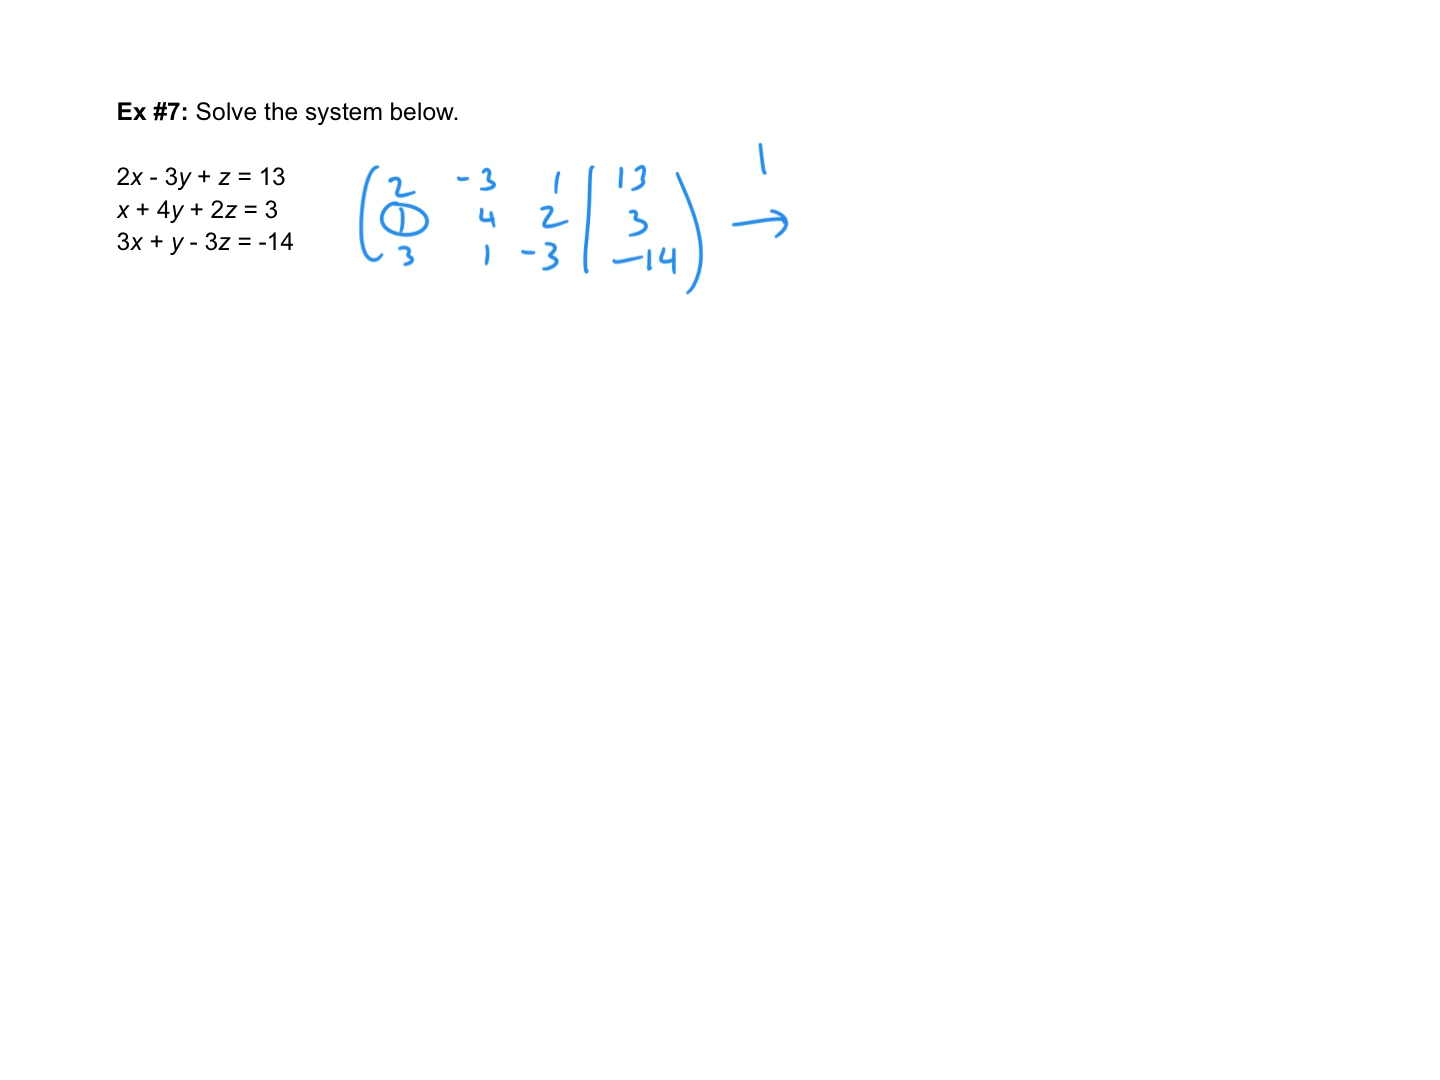 Ex #7: Solve the system below.
2x - 3y + z = 13
x + 4y + 2z = 3
3x + y - 3z = -14
2 -3 1 | 13
1 4 2 | 3
3 1 -3 | -14
1
→